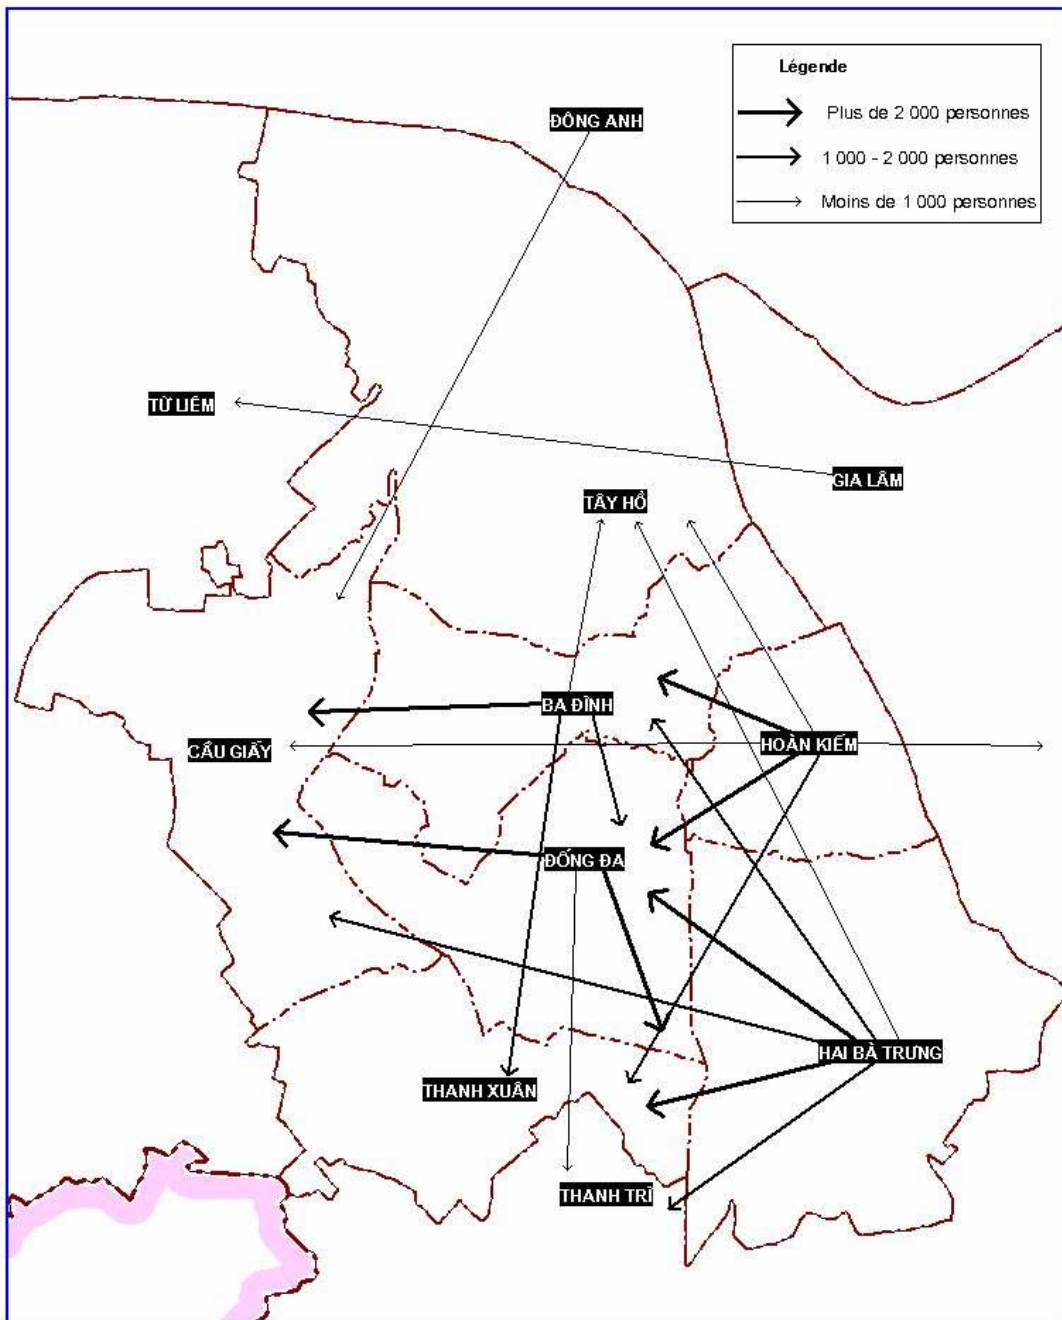 Légende
Plus de 2 000 personnes
1 000 - 2 000 personnes
Moins de 1 000 personnes
ĐÔNG ANH
TỪ LIÊM
GIA LÂM
TÂY HỒ
BA ĐÌNH
CẦU GIẤY
HOÀN KIẾM
ĐỐNG ĐA
HAI BÀ TRƯNG
THANH XUÂN
THANH TRÌ